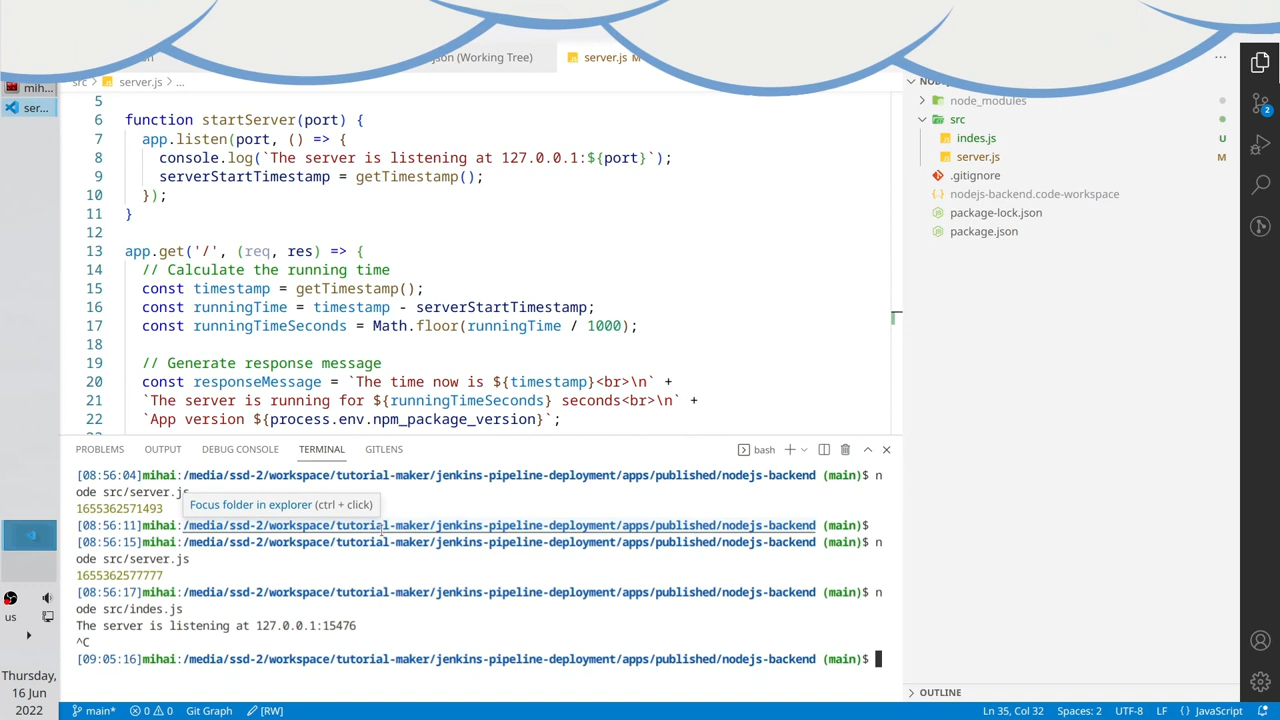 json (Working Tree)
server.js M
src > server.js > ...
mih...
ser...
5
6 function startServer(port) {
7 app.listen(port, () => {
8 console.log(`The server is listening at 127.0.0.1:${port}`);
9 serverStartTimestamp = getTimestamp();
10 });
11 }
12
13 app.get('/', (req, res) => {
14 // Calculate the running time
15 const timestamp = getTimestamp();
16 const runningTime = timestamp - serverStartTimestamp;
17 const runningTimeSeconds = Math.floor(runningTime / 1000);
18
19 // Generate response message
20 const responseMessage = `The time now is ${timestamp}<br>\n` +
21 `The server is running for ${runningTimeSeconds} seconds<br>\n` +
22 `App version ${process.env.npm_package_version}`;
PROBLEMS OUTPUT DEBUG CONSOLE TERMINAL GITLENS
bash
[08:56:04]mihai:/media/ssd-2/workspace/tutorial-maker/jenkins-pipeline-deployment/apps/published/nodejs-backend (main)$ n
ode src/server.js
Focus folder in explorer (ctrl + click)
1655362571493
[08:56:11]mihai:/media/ssd-2/workspace/tutorial-maker/jenkins-pipeline-deployment/apps/published/nodejs-backend (main)$
[08:56:15]mihai:/media/ssd-2/workspace/tutorial-maker/jenkins-pipeline-deployment/apps/published/nodejs-backend (main)$ n
ode src/server.js
1655362577777
[08:56:17]mihai:/media/ssd-2/workspace/tutorial-maker/jenkins-pipeline-deployment/apps/published/nodejs-backend (main)$ n
ode src/indes.js
The server is listening at 127.0.0.1:15476
^C
[09:05:16]mihai:/media/ssd-2/workspace/tutorial-maker/jenkins-pipeline-deployment/apps/published/nodejs-backend (main)$
node_modules
src
indes.js U
server.js M
.gitignore
nodejs-backend.code-workspace
package-lock.json
package.json
OUTLINE
2
us
Thursday,
16 Jun
2022
main* 0 0 Git Graph [RW]
Ln 35, Col 32 Spaces: 2 UTF-8 LF {} JavaScript